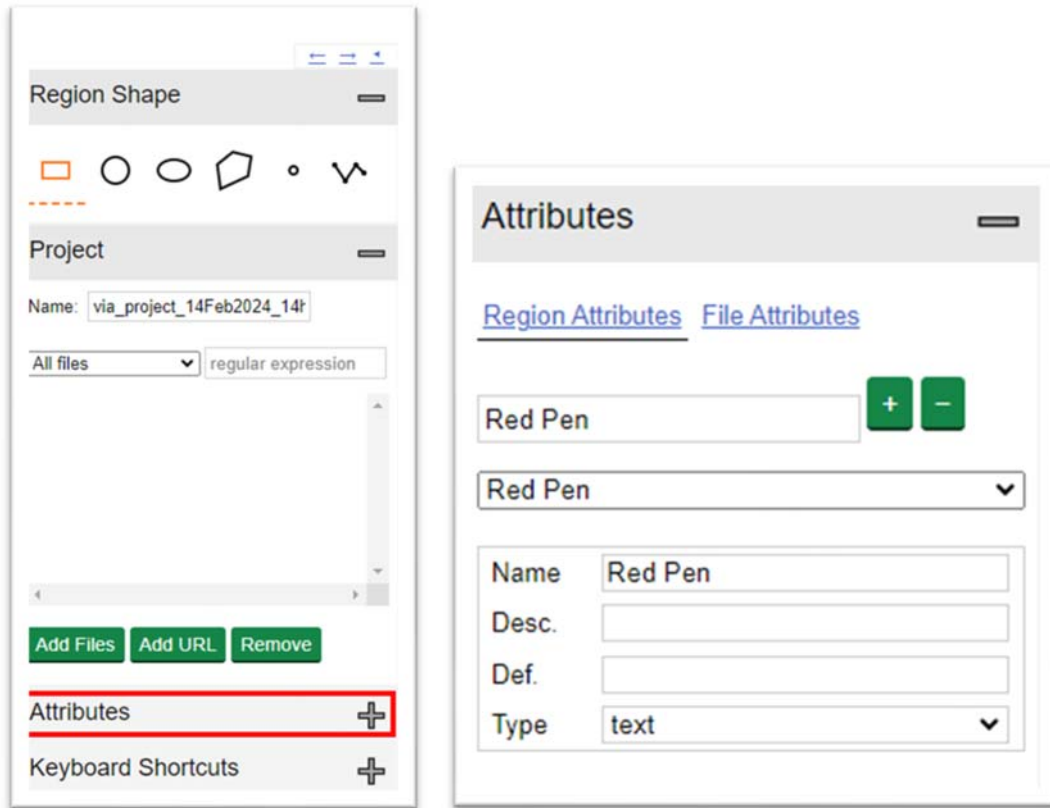 Region Shape
Project
Name: via_project_14Feb2024_14h
All files regular expression
Add Files Add URL Remove
Attributes
Keyboard Shortcuts
Attributes
Region Attributes File Attributes
Red Pen + −
Red Pen
Name Red Pen
Desc.
Def.
Type text